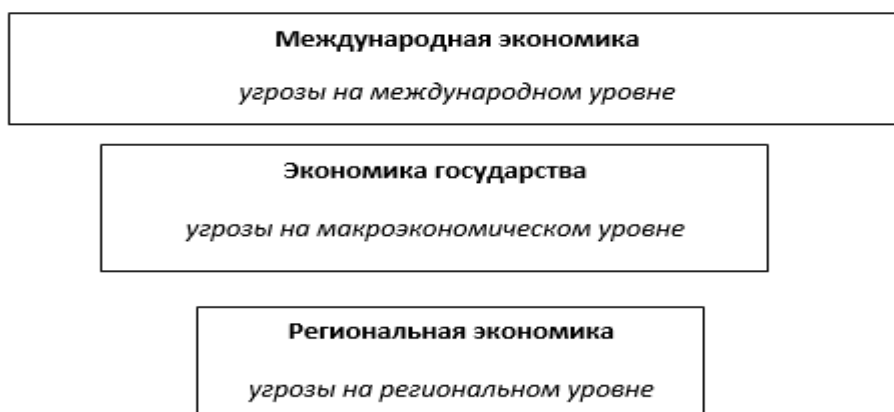 Международная экономика
угрозы на международном уровне
Экономика государства
угрозы на макроэкономическом уровне
Региональная экономика
угрозы на региональном уровне